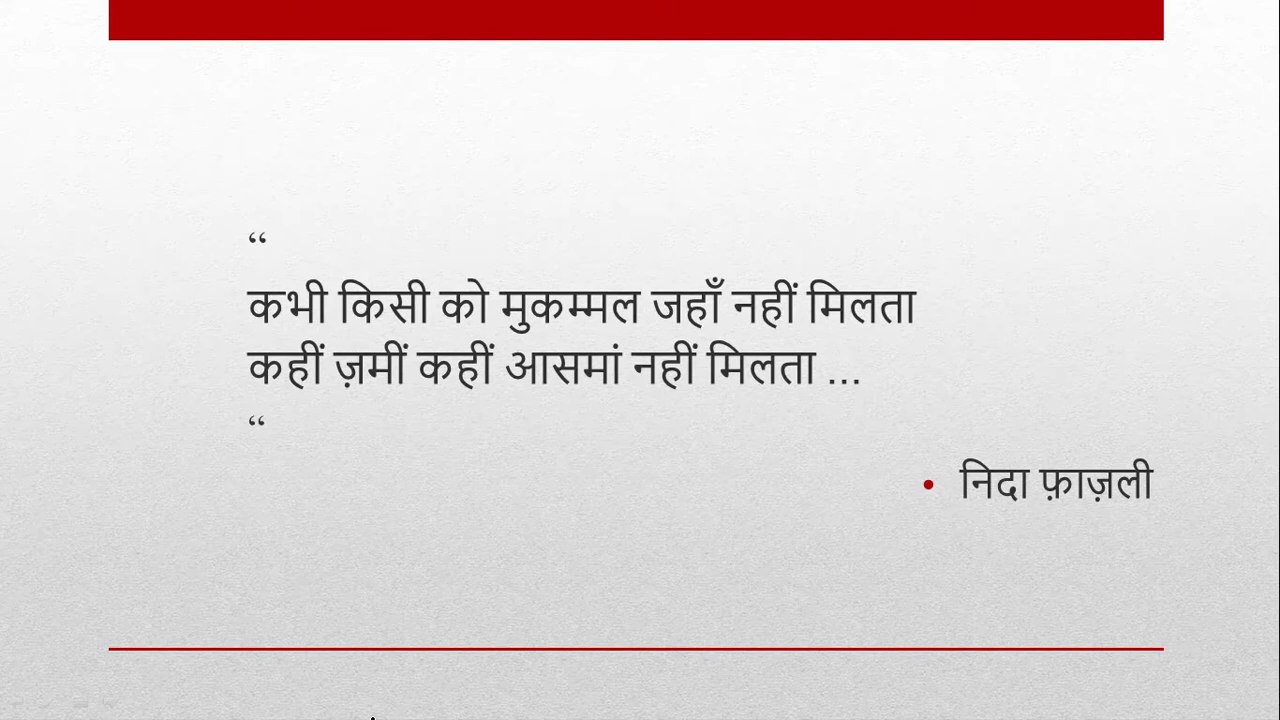 “
कभी किसी को मुकम्मल जहाँ नहीं मिलता
कहीं ज़मीं कहीं आसमां नहीं मिलता ...
“
• निदा फ़ाज़ली